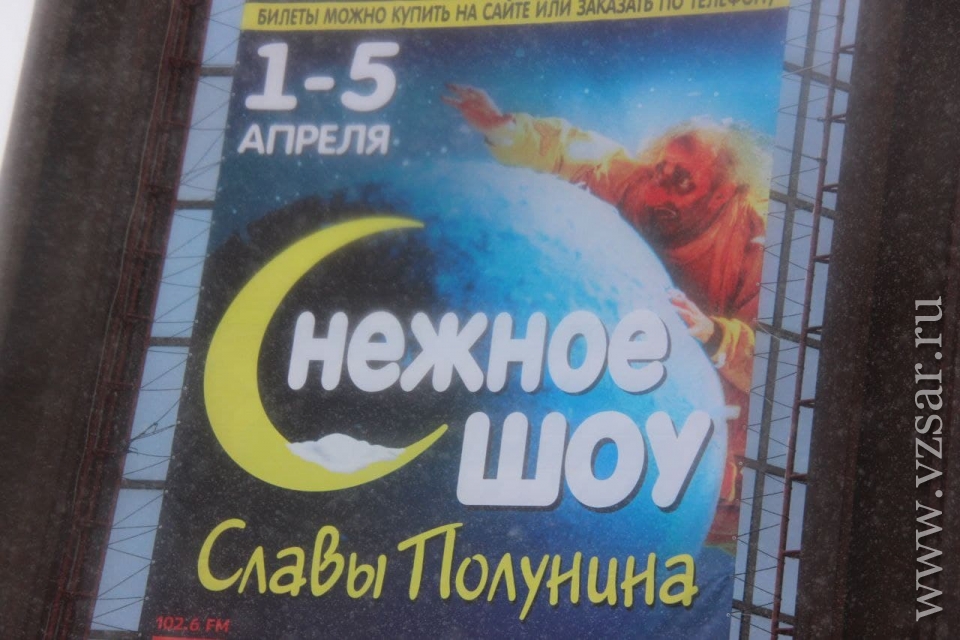 БИЛЕТЫ МОЖНО КУПИТЬ НА САЙТЕ ИЛИ ЗАКАЗАТЬ ПО ТЕЛЕФОНУ
1-5
АПРЕЛЯ
Cнежное
шоу
Славы Полунина
102.6 FM
www.vzsar.ru